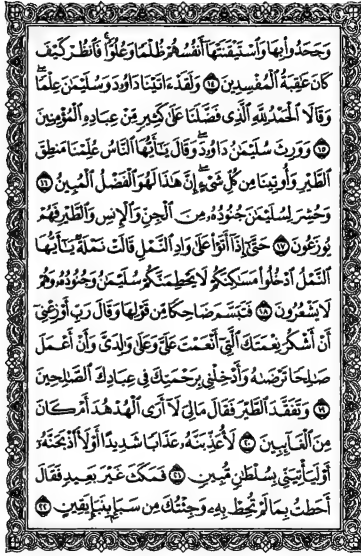 وَجَحَدُوا۟ بِهَا وَٱسْتَيْقَنَتْهَآ أَنفُسُهُمْ ظُلْمًا وَعُلُوًّا ۚ فَٱنظُرْ كَيْفَ
كَانَ عَٰقِبَةُ ٱلْمُفْسِدِينَ ١٤ وَلَقَدْ ءَاتَيْنَا دَاوُۥدَ وَسُلَيْمَٰنَ عِلْمًا ۖ
وَقَالَا ٱلْحَمْدُ لِلَّهِ ٱلَّذِى فَضَّلَنَا عَلَىٰ كَثِيرٍ مِّنْ عِبَادِهِ ٱلْمُؤْمِنِينَ
١٥ وَوَرِثَ سُلَيْمَٰنُ دَاوُۥدَ ۖ وَقَالَ يَٰٓأَيُّهَا ٱلنَّاسُ عُلِّمْنَا مَنطِقَ
ٱلطَّيْرِ وَأُوتِينَا مِن كُلِّ شَىْءٍ ۖ إِنَّ هَٰذَا لَهُوَ ٱلْفَضْلُ ٱلْمُبِينُ ١٦
وَحُشِرَ لِسُلَيْمَٰنَ جُنُودُهُۥ مِنَ ٱلْجِنِّ وَٱلْإِنسِ وَٱلطَّيْرِ فَهُمْ
يُوزَعُونَ ١٧ حَتَّىٰٓ إِذَآ أَتَوْا۟ عَلَىٰ وَادِ ٱلنَّمْلِ قَالَتْ نَمْلَةٌ يَٰٓأَيُّهَا
ٱلنَّمْلُ ٱدْخُلُوا۟ مَسَٰكِنَكُمْ لَا يَحْطِمَنَّكُمْ سُلَيْمَٰنُ وَجُنُودُهُۥ وَهُمْ
لَا يَشْعُرُونَ ١٨ فَتَبَسَّمَ ضَاحِكًا مِّن قَوْلِهَا وَقَالَ رَبِّ أَوْزِعْنِىٓ
أَنْ أَشْكُرَ نِعْمَتَكَ ٱلَّتِىٓ أَنْعَمْتَ عَلَىَّ وَعَلَىٰ وَٰلِدَىَّ وَأَنْ أَعْمَلَ
صَٰلِحًا تَرْضَىٰهُ وَأَدْخِلْنِى بِرَحْمَتِكَ فِى عِبَادِكَ ٱلصَّٰلِحِينَ
١٩ وَتَفَقَّدَ ٱلطَّيْرَ فَقَالَ مَالِىَ لَآ أَرَى ٱلْهُدْهُدَ أَمْ كَانَ
مِنَ ٱلْغَآئِبِينَ ٢٠ لَأُعَذِّبَنَّهُۥ عَذَابًا شَدِيدًا أَوْ لَأَا۟ذْبَحَنَّهُۥٓ
أَوْ لَيَأْتِيَنِّى بِسُلْطَٰنٍ مُّبِينٍ ٢١ فَمَكَثَ غَيْرَ بَعِيدٍ فَقَالَ
أَحَطتُ بِمَا لَمْ تُحِطْ بِهِۦ وَجِئْتُكَ مِن سَبَإٍۭ بِنَبَإٍ يَقِينٍ ٢٢